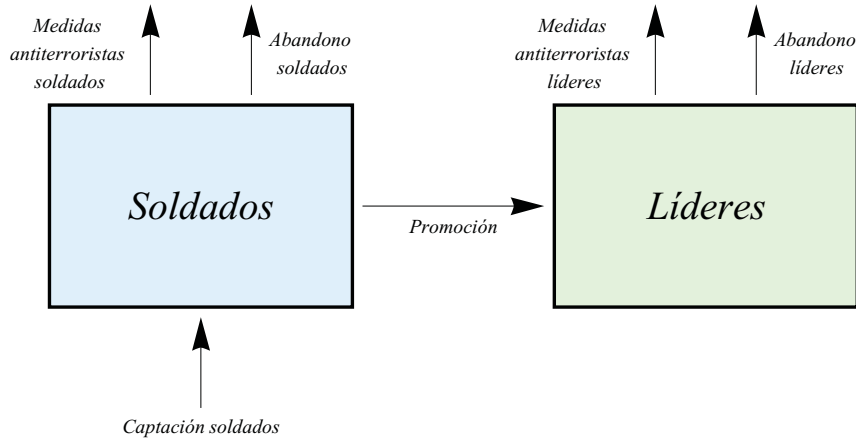 Medidas
antiterroristas
soldados
Abandono
soldados
Medidas
antiterroristas
líderes
Abandono
líderes
Soldados
Promoción
Líderes
Captación soldados